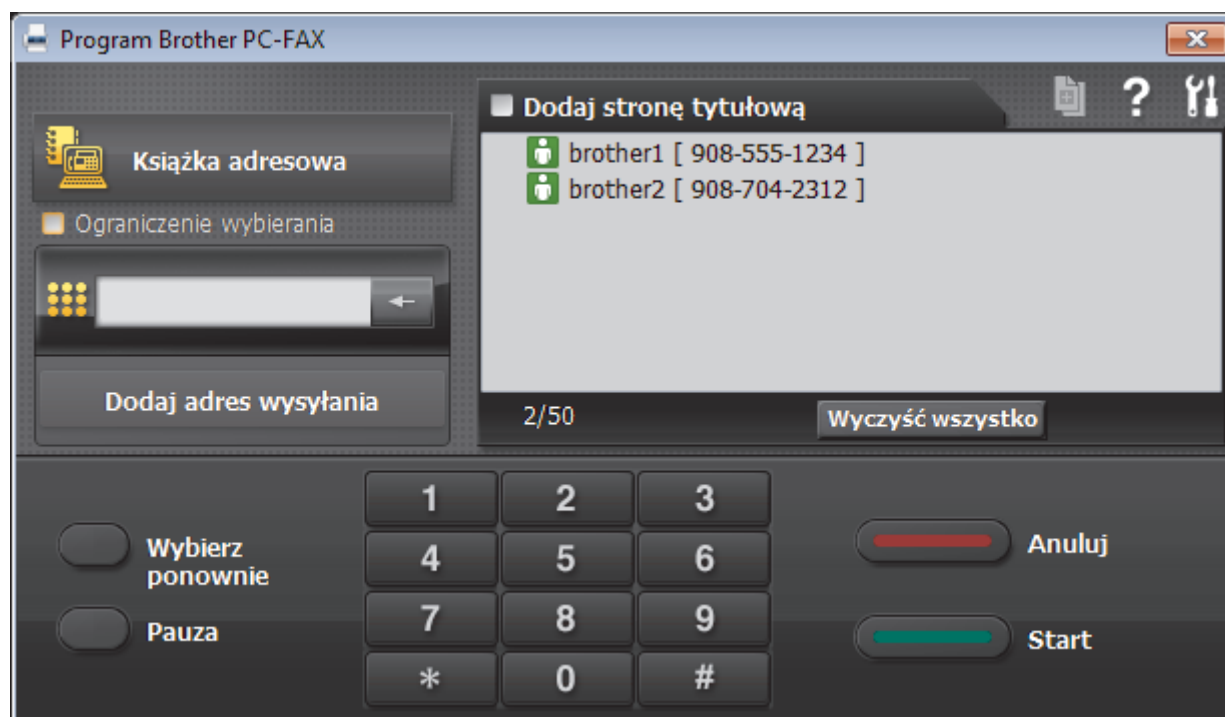 Program Brother PC-FAX
Książka adresowa
Ograniczenie wybierania
Dodaj adres wysyłania
Dodaj stronę tytułową
?
brother1 [ 908-555-1234 ]
brother2 [ 908-704-2312 ]
2/50
Wyczyść wszystko
Wybierz
ponownie
Pauza
1 2 3
4 5 6
7 8 9
* 0 #
Anuluj
Start